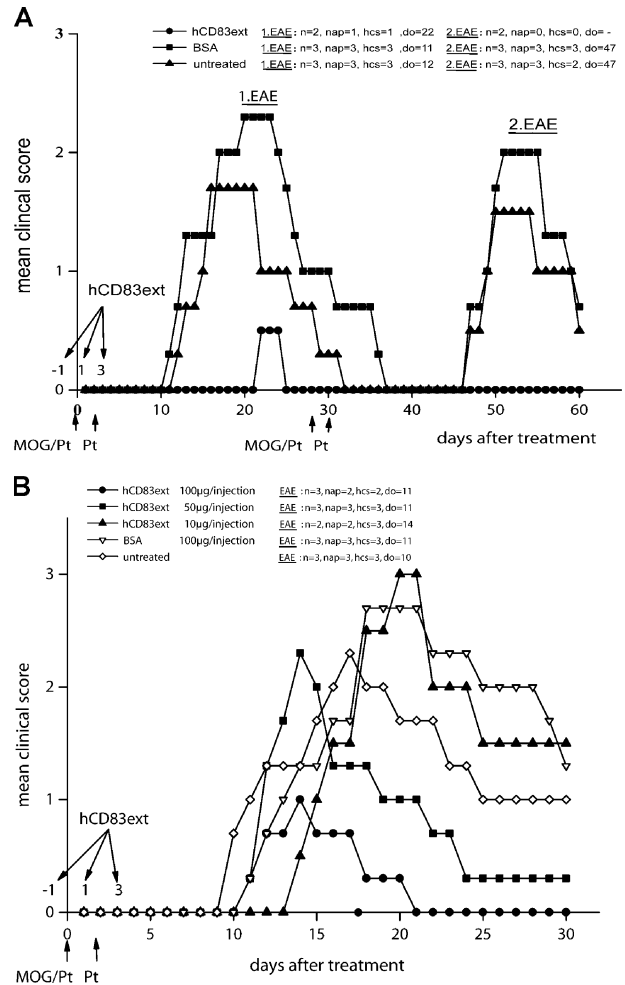 A
hCD83ext 1.EAE : n=2, nap=1, hcs=1 ,do=22 2.EAE : n=2, nap=0, hcs=0, do= -
BSA 1.EAE : n=3, nap=3, hcs=3 ,do=11 2.EAE : n=3, nap=3, hcs=3, do=47
untreated 1.EAE : n=3, nap=3, hcs=3 ,do=12 2.EAE : n=3, nap=3, hcs=2, do=47
3
1.EAE
2.EAE
2
mean clincal score
1
hCD83ext
-1 1 3
0
0 10 20 30 40 50 60
MOG/Pt Pt MOG/Pt Pt days after treatment
B
hCD83ext 100µg/injection EAE : n=3, nap=2, hcs=2, do=11
hCD83ext 50µg/injection EAE : n=3, nap=3, hcs=3, do=11
hCD83ext 10µg/injection EAE : n=2, nap=2, hcs=3, do=14
BSA 100µg/injection EAE : n=3, nap=3, hcs=3, do=11
untreated EAE : n=3, nap=3, hcs=3, do=10
3
2
mean clinical score
1
hCD83ext
-1 1 3
0
0 5 10 15 20 25 30
MOG/Pt Pt days after treatment